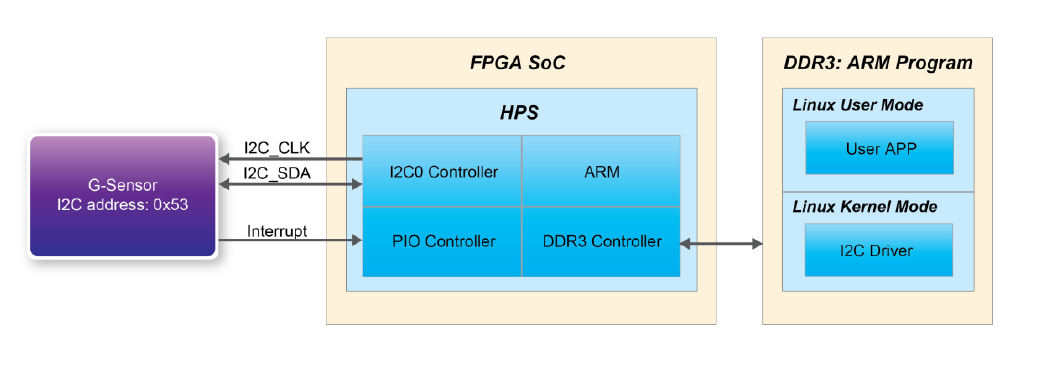 FPGA SoC
DDR3: ARM Program
HPS
Linux User Mode
User APP
I2C_CLK
I2C_SDA
Interrupt
G-Sensor
I2C address: 0x53
I2C0 Controller
ARM
PIO Controller
DDR3 Controller
Linux Kernel Mode
I2C Driver